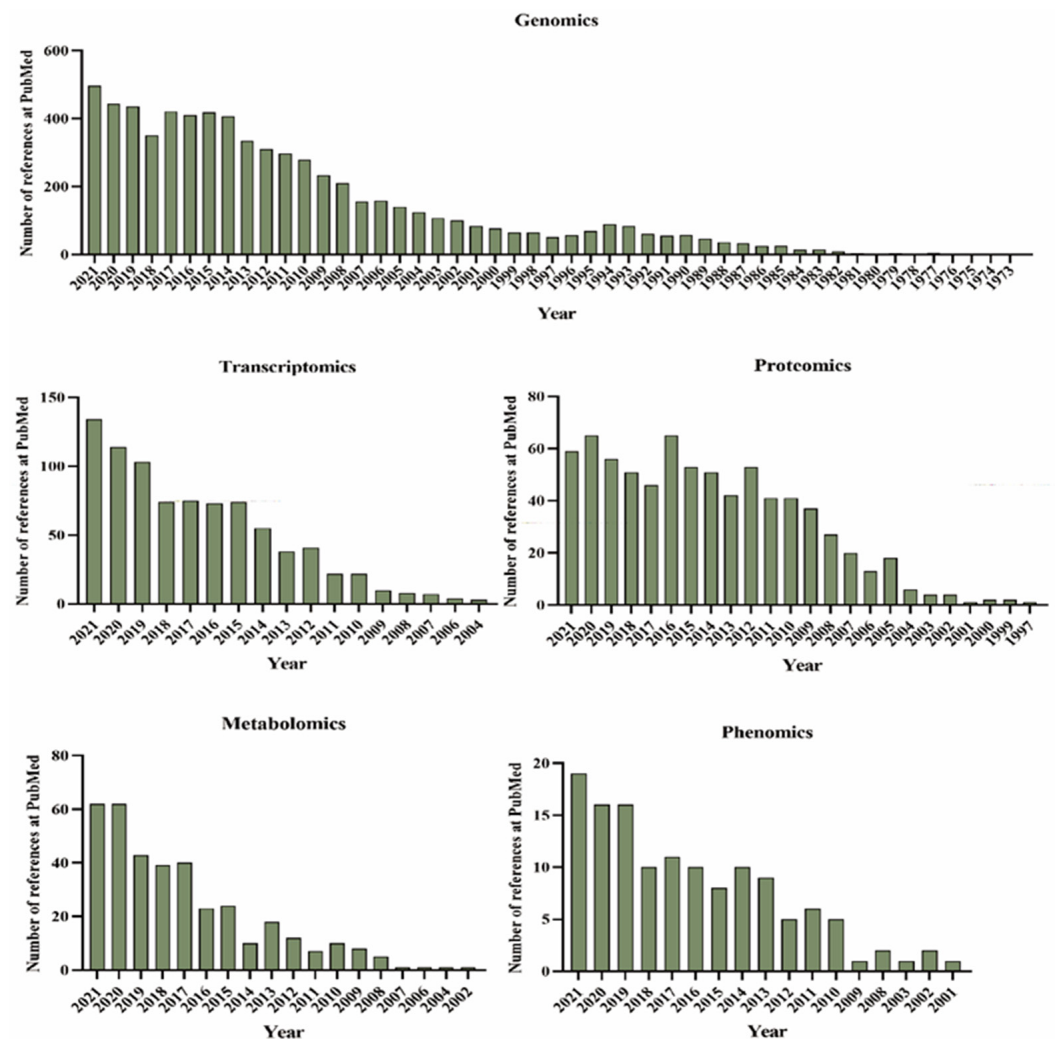 Genomics
Number of references at PubMed
600
400
200
0
2021 2020 2019 2018 2017 2016 2015 2014 2013 2012 2011 2010 2009 2008 2007 2006 2005 2004 2003 2002 2001 2000 1999 1998 1997 1996 1995 1994 1993 1992 1991 1990 1989 1988 1987 1986 1985 1984 1983 1982 1981 1980 1979 1978 1977 1976 1975 1974 1973
Year
Transcriptomics
Number of references at PubMed
150
100
50
0
2021 2020 2019 2018 2017 2016 2015 2014 2013 2012 2011 2010 2009 2008 2007 2006 2004
Year
Proteomics
Number of references at PubMed
80
60
40
20
0
2021 2020 2019 2018 2017 2016 2015 2014 2013 2012 2011 2010 2009 2008 2007 2006 2005 2004 2003 2002 2001 2000 1999 1997
Year
Metabolomics
Number of references at PubMed
80
60
40
20
0
2021 2020 2019 2018 2017 2016 2015 2014 2013 2012 2011 2010 2009 2008 2007 2006 2004 2002
Year
Phenomics
Number of references at PubMed
20
15
10
5
0
2021 2020 2019 2018 2017 2016 2015 2014 2013 2012 2011 2010 2009 2008 2003 2002 2001
Year